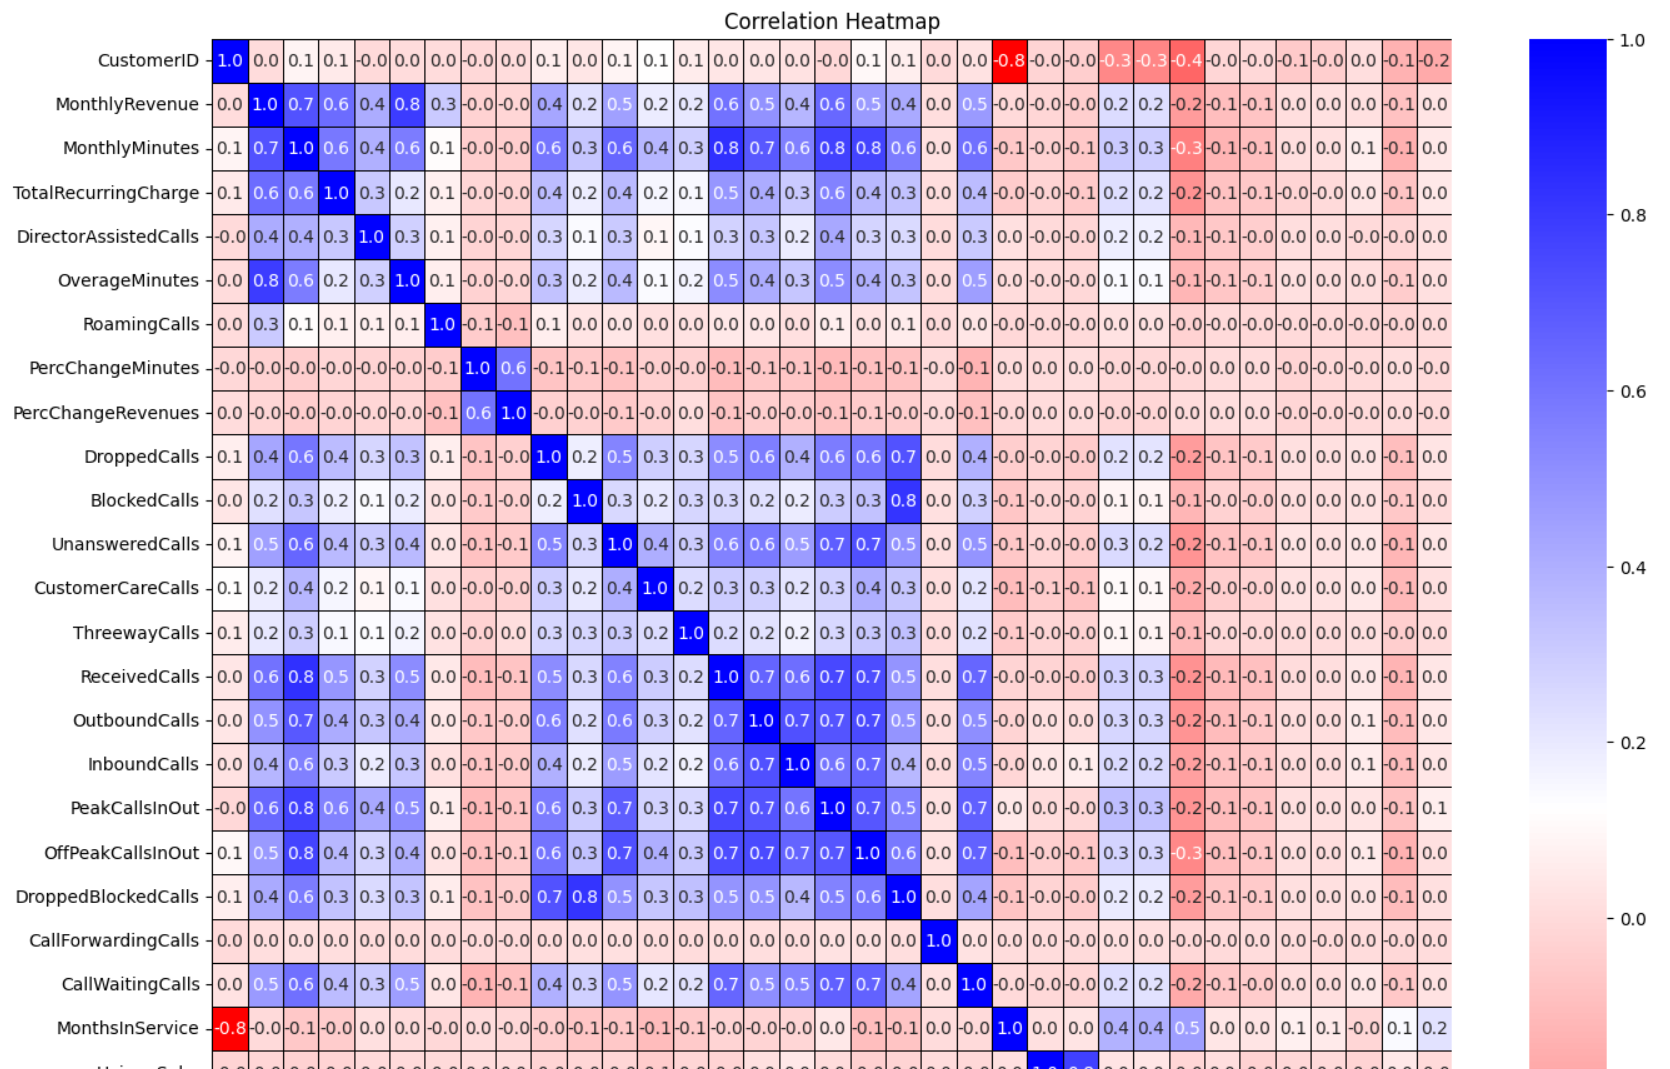 Correlation Heatmap
CustomerID 1.0 0.0 0.1 0.1 -0.0 0.0 0.0 -0.0 0.0 0.1 0.0 0.1 0.1 0.1 0.0 0.0 0.0 -0.0 0.1 0.1 0.0 0.0 -0.8 -0.0 -0.0 -0.3 -0.3 -0.4 -0.0 -0.0 -0.1 -0.0 0.0 -0.1 -0.2
MonthlyRevenue 0.0 1.0 0.7 0.6 0.4 0.8 0.3 -0.0 -0.0 0.4 0.2 0.5 0.2 0.2 0.6 0.5 0.4 0.6 0.5 0.4 0.0 0.5 -0.0 -0.0 -0.0 0.2 0.2 -0.2 -0.1 -0.1 0.0 0.0 0.0 -0.1 0.0
MonthlyMinutes 0.1 0.7 1.0 0.6 0.4 0.6 0.1 -0.0 -0.0 0.6 0.3 0.6 0.4 0.3 0.8 0.7 0.6 0.8 0.8 0.6 0.0 0.6 -0.1 -0.0 -0.1 0.3 0.3 -0.3 -0.1 -0.1 0.0 0.0 0.1 -0.1 0.0
TotalRecurringCharge 0.1 0.6 0.6 1.0 0.3 0.2 0.1 -0.0 -0.0 0.4 0.2 0.4 0.2 0.1 0.5 0.4 0.3 0.6 0.4 0.3 0.0 0.4 -0.0 -0.0 -0.1 0.2 0.2 -0.2 -0.1 -0.1 0.0 -0.0 0.0 -0.1 0.0
DirectorAssistedCalls -0.0 0.4 0.4 0.3 1.0 0.3 0.1 -0.0 -0.0 0.3 0.1 0.3 0.1 0.1 0.3 0.3 0.2 0.4 0.3 0.3 0.0 0.3 0.0 -0.0 -0.0 0.2 0.2 -0.1 -0.1 -0.0 0.0 0.0 -0.0 -0.0 0.0
OverageMinutes 0.0 0.8 0.6 0.2 0.3 1.0 0.1 -0.0 -0.0 0.3 0.2 0.4 0.1 0.2 0.5 0.4 0.3 0.5 0.4 0.3 0.0 0.5 -0.0 -0.0 -0.0 0.1 0.1 -0.1 -0.1 -0.0 0.0 0.0 0.0 -0.1 0.0
RoamingCalls 0.0 0.3 0.1 0.1 0.1 0.1 1.0 -0.1 -0.1 0.1 0.0 0.0 0.0 0.0 0.0 0.0 0.0 0.1 0.0 0.1 0.0 0.0 -0.0 -0.0 -0.0 0.0 0.0 -0.0 -0.0 -0.0 -0.0 -0.0 -0.0 -0.0 0.0
PercChangeMinutes -0.0 -0.0 -0.0 -0.0 -0.0 -0.0 -0.1 1.0 0.6 -0.1 -0.1 -0.1 -0.0 -0.0 -0.1 -0.1 -0.1 -0.1 -0.1 -0.1 -0.0 -0.1 0.0 0.0 0.0 -0.0 -0.0 -0.0 0.0 0.0 -0.0 -0.0 -0.0 -0.0 0.0
PercChangeRevenues 0.0 -0.0 -0.0 -0.0 -0.0 -0.0 -0.1 0.6 1.0 -0.0 -0.0 -0.1 -0.0 0.0 -0.1 -0.0 -0.0 -0.1 -0.1 -0.0 -0.0 -0.1 -0.0 0.0 0.0 -0.0 -0.0 0.0 0.0 0.0 -0.0 -0.0 0.0 -0.0 -0.0
DroppedCalls 0.1 0.4 0.6 0.4 0.3 0.3 0.1 -0.1 -0.0 1.0 0.2 0.5 0.3 0.3 0.5 0.6 0.4 0.6 0.6 0.7 0.0 0.4 -0.0 -0.0 -0.0 0.2 0.2 -0.2 -0.1 -0.1 0.0 0.0 0.0 -0.1 0.0
BlockedCalls 0.0 0.2 0.3 0.2 0.1 0.2 0.0 -0.1 -0.0 0.2 1.0 0.3 0.2 0.3 0.3 0.2 0.2 0.3 0.3 0.8 0.0 0.3 -0.1 -0.0 -0.0 0.1 0.1 -0.1 -0.0 -0.0 0.0 0.0 0.0 -0.1 0.0
UnansweredCalls 0.1 0.5 0.6 0.4 0.3 0.4 0.0 -0.1 -0.1 0.5 0.3 1.0 0.4 0.3 0.6 0.6 0.5 0.7 0.7 0.5 0.0 0.5 -0.1 -0.0 -0.0 0.3 0.2 -0.2 -0.1 -0.1 0.0 0.0 0.0 -0.1 0.0
CustomerCareCalls 0.1 0.2 0.4 0.2 0.1 0.1 0.0 -0.0 -0.0 0.3 0.2 0.4 1.0 0.2 0.3 0.3 0.2 0.3 0.4 0.3 0.0 0.2 -0.1 -0.1 -0.1 0.1 0.1 -0.2 -0.0 -0.0 0.0 0.0 0.0 -0.1 0.0
ThreewayCalls 0.1 0.2 0.3 0.1 0.1 0.2 0.0 -0.0 0.0 0.3 0.3 0.3 0.2 1.0 0.2 0.2 0.2 0.3 0.3 0.3 0.0 0.2 -0.1 -0.0 -0.0 0.1 0.1 -0.1 -0.0 -0.0 0.0 0.0 0.0 -0.0 0.0
ReceivedCalls 0.0 0.6 0.8 0.5 0.3 0.5 0.0 -0.1 -0.1 0.5 0.3 0.6 0.3 0.2 1.0 0.7 0.6 0.7 0.7 0.5 0.0 0.7 -0.0 -0.0 -0.0 0.3 0.3 -0.2 -0.1 -0.1 0.0 0.0 0.0 -0.1 0.0
OutboundCalls 0.0 0.5 0.7 0.4 0.3 0.4 0.0 -0.1 -0.0 0.6 0.2 0.6 0.3 0.2 0.7 1.0 0.7 0.7 0.7 0.5 0.0 0.5 -0.0 0.0 0.0 0.3 0.3 -0.2 -0.1 -0.1 0.0 0.0 0.1 -0.1 0.0
InboundCalls 0.0 0.4 0.6 0.3 0.2 0.3 0.0 -0.1 -0.0 0.4 0.2 0.5 0.2 0.2 0.6 0.7 1.0 0.6 0.7 0.4 0.0 0.5 -0.0 0.0 0.1 0.2 0.2 -0.2 -0.1 -0.1 0.0 0.0 0.1 -0.1 0.0
PeakCallsInOut -0.0 0.6 0.8 0.6 0.4 0.5 0.1 -0.1 -0.1 0.6 0.3 0.7 0.3 0.3 0.7 0.7 0.6 1.0 0.7 0.5 0.0 0.7 0.0 0.0 -0.0 0.3 0.3 -0.2 -0.1 -0.1 0.0 0.0 0.0 -0.1 0.1
OffPeakCallsInOut 0.1 0.5 0.8 0.4 0.3 0.4 0.0 -0.1 -0.1 0.6 0.3 0.7 0.4 0.3 0.7 0.7 0.7 0.7 1.0 0.6 0.0 0.7 -0.1 -0.0 -0.1 0.3 0.3 -0.3 -0.1 -0.1 0.0 0.0 0.1 -0.1 0.0
DroppedBlockedCalls 0.1 0.4 0.6 0.3 0.3 0.3 0.1 -0.1 -0.0 0.7 0.8 0.5 0.3 0.3 0.5 0.5 0.4 0.5 0.6 1.0 0.0 0.4 -0.1 -0.0 -0.0 0.2 0.2 -0.2 -0.1 -0.1 0.0 0.0 0.0 -0.1 0.0
CallForwardingCalls 0.0 0.0 0.0 0.0 0.0 0.0 0.0 -0.0 -0.0 0.0 0.0 0.0 0.0 0.0 0.0 0.0 0.0 0.0 0.0 0.0 1.0 0.0 0.0 -0.0 -0.0 0.0 0.0 -0.0 -0.0 0.0 0.0 -0.0 0.0 -0.0 0.0
CallWaitingCalls 0.0 0.5 0.6 0.4 0.3 0.5 0.0 -0.1 -0.1 0.4 0.3 0.5 0.2 0.2 0.7 0.5 0.5 0.7 0.7 0.4 0.0 1.0 -0.0 -0.0 -0.0 0.2 0.2 -0.2 -0.1 -0.1 0.0 0.0 0.0 -0.1 0.0
MonthsInService -0.8 -0.0 -0.1 -0.0 0.0 0.0 -0.0 0.0 -0.0 -0.0 -0.1 -0.1 -0.1 -0.1 -0.0 -0.0 -0.0 0.0 -0.1 -0.1 0.0 -0.0 1.0 0.0 0.0 0.4 0.4 0.5 0.0 0.0 0.1 0.1 -0.0 0.1 0.2
1.0
0.8
0.6
0.4
0.2
0.0